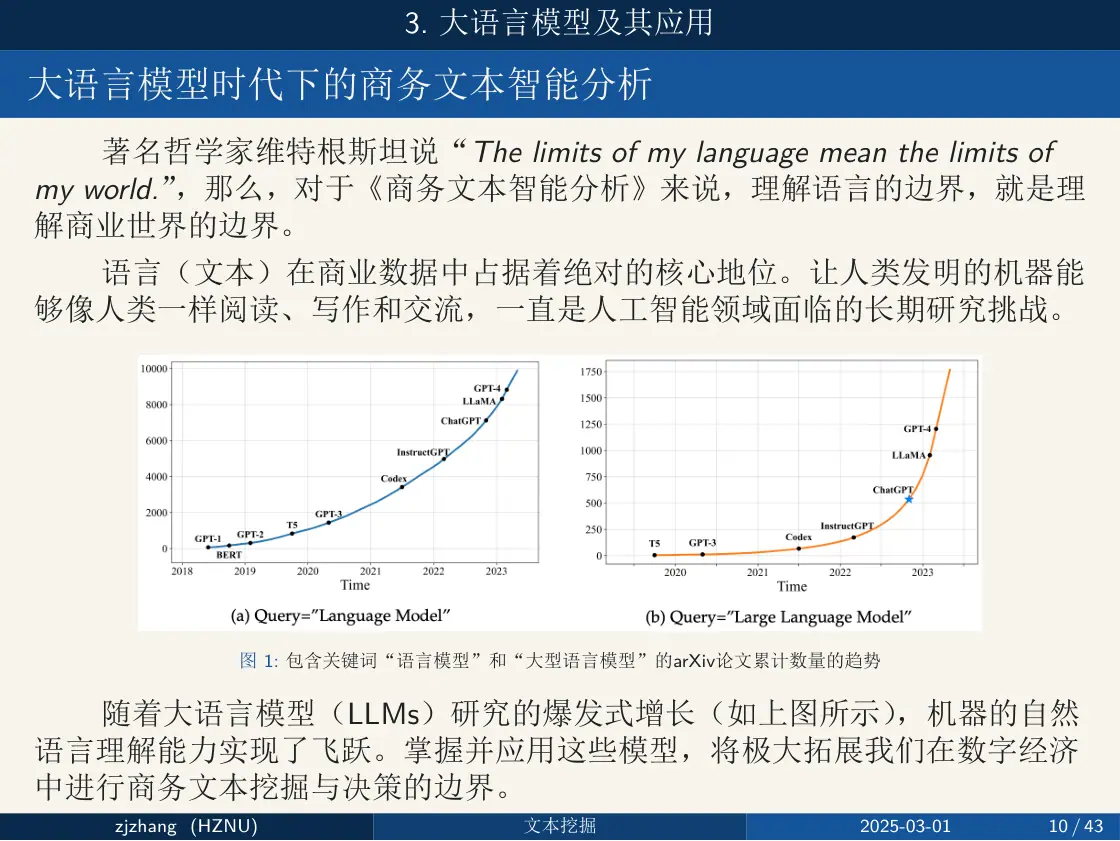 3. 大语言模型及其应用
大语言模型时代下的商务文本智能分析
著名哲学家维特根斯坦说“The limits of my language mean the limits of
my world.”，那么，对于《商务文本智能分析》来说，理解语言的边界，就是理
解商业世界的边界。
语言（文本）在商业数据中占据着绝对的核心地位。让人类发明的机器能
够像人类一样阅读、写作和交流，一直是人工智能领域面临的长期研究挑战。
10000
8000
6000
4000
2000
0
GPT-1
BERT
GPT-2
T5
GPT-3
Codex
InstructGPT
ChatGPT
LLaMA
GPT-4
2018 2019 2020 2021 2022 2023
Time
(a) Query=”Language Model”
1750
1500
1250
1000
750
500
250
0
T5
GPT-3
Codex
InstructGPT
ChatGPT
LLaMA
GPT-4
2020 2021 2022 2023
Time
(b) Query=”Large Language Model”
图 1: 包含关键词“语言模型”和“大型语言模型”的arXiv论文累计数量的趋势
随着大语言模型（LLMs）研究的爆发式增长（如上图所示），机器的自然
语言理解能力实现了飞跃。掌握并应用这些模型，将极大拓展我们在数字经济
中进行商务文本挖掘与决策的边界。
zjzhang (HZNU) 文本挖掘 2025-03-01 10 / 43